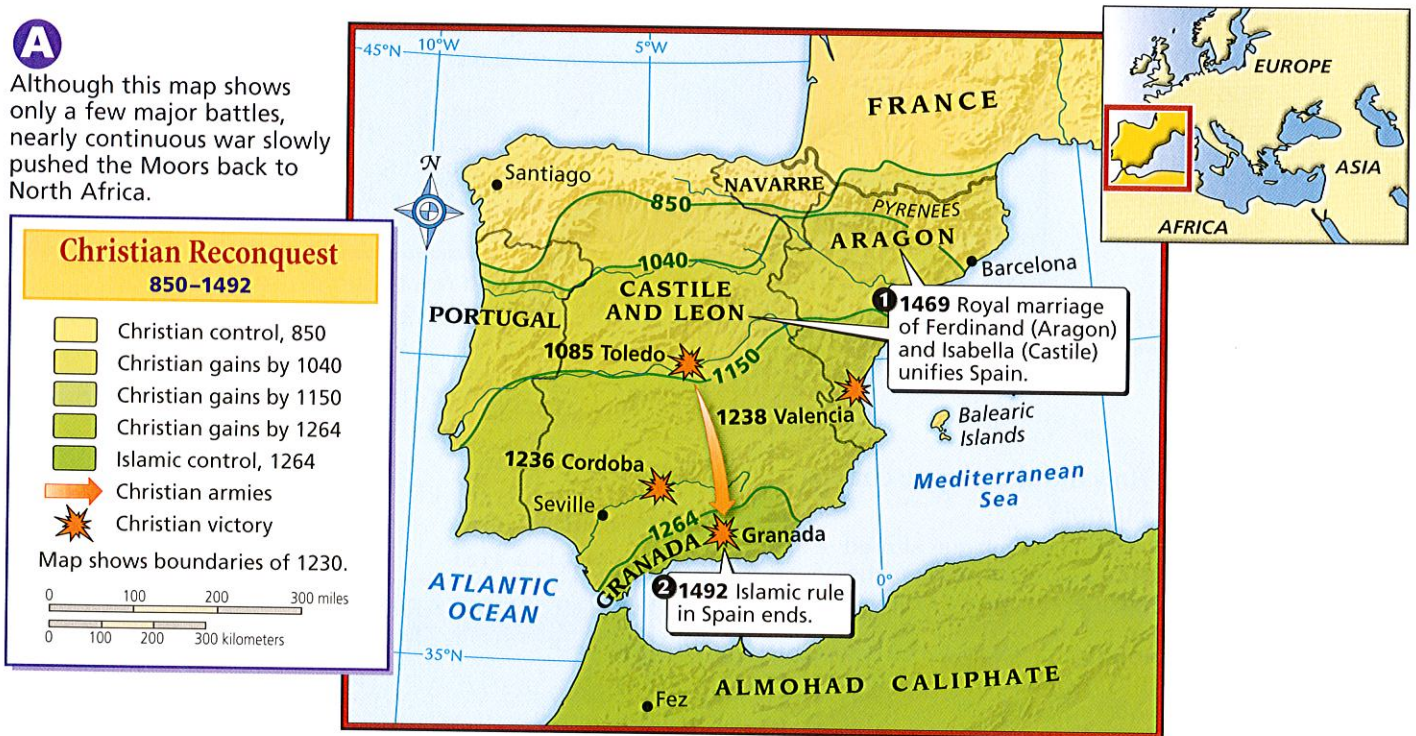 A
Although this map shows
only a few major battles,
nearly continuous war slowly
pushed the Moors back to
North Africa.
Christian Reconquest
850–1492
Christian control, 850
Christian gains by 1040
Christian gains by 1150
Christian gains by 1264
Islamic control, 1264
Christian armies
Christian victory
Map shows boundaries of 1230.
0 100 200 300 miles
0 100 200 300 kilometers
45°N
10°W
5°W
FRANCE
N
Santiago
NAVARRE
850
PYRENEES
ARAGON
1040
Barcelona
CASTILE
AND LEON
PORTUGAL
1 1469 Royal marriage
of Ferdinand (Aragon)
and Isabella (Castile)
unifies Spain.
1085 Toledo
1150
1238 Valencia
Balearic
Islands
1236 Cordoba
Mediterranean
Sea
Seville
1264
Granada
GRANADA
ATLANTIC
OCEAN
0°
2 1492 Islamic rule
in Spain ends.
35°N
ALMOHAD CALIPHATE
Fez
EUROPE
ASIA
AFRICA